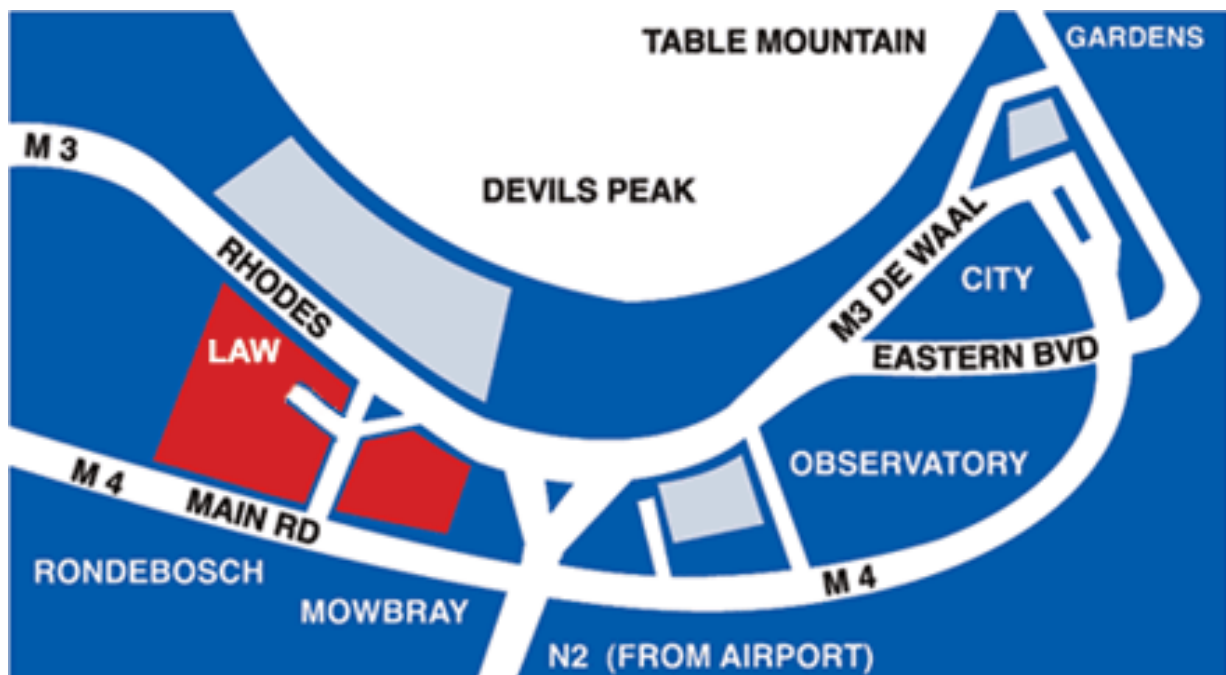 TABLE MOUNTAIN
GARDENS
M 3
DEVILS PEAK
RHODES
M3 DE WAAL
CITY
LAW
EASTERN BVD
OBSERVATORY
M 4
MAIN RD
RONDEBOSCH
M 4
MOWBRAY
N2 (FROM AIRPORT)